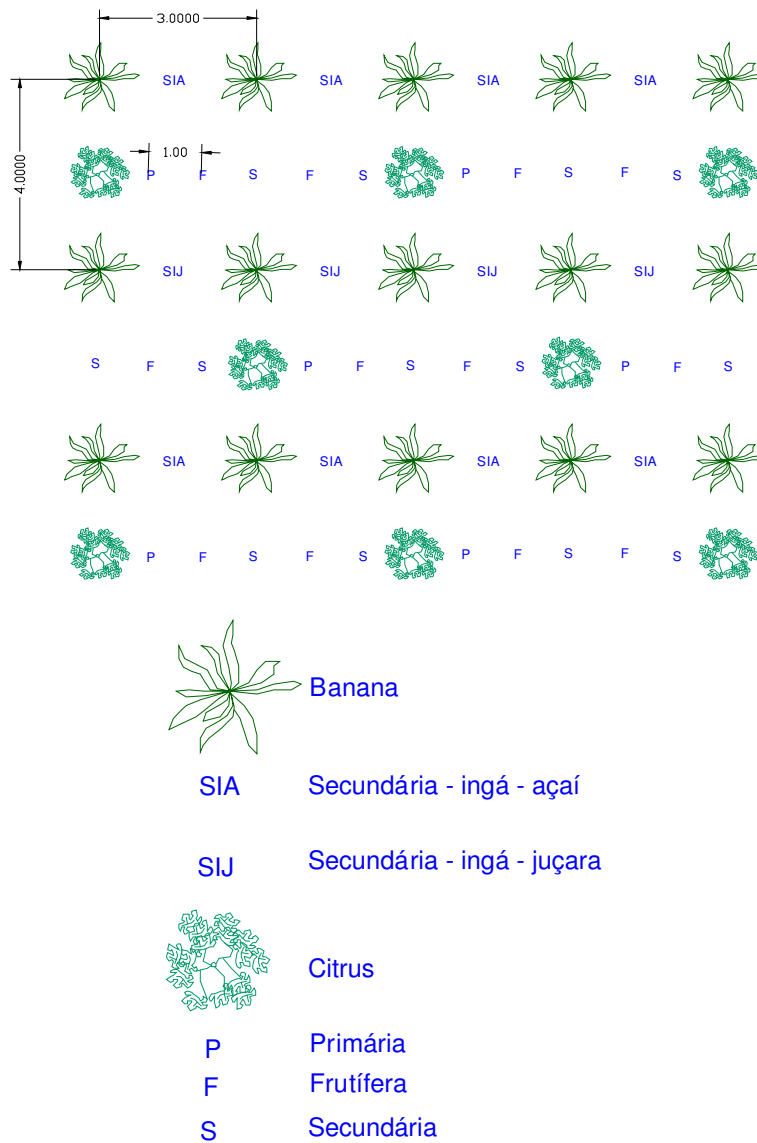 3.0000
SIA SIA SIA SIA
4.0000
1.00
P F S F S P F S F S
SIJ SIJ SIJ SIJ
S F S P F S F S P F S
SIA SIA SIA SIA
P F S F S P F S F S
Banana
SIA Secundária - ingá - açaí
SIJ Secundária - ingá - juçara
Citrus
P Primária
F Frutífera
S Secundária